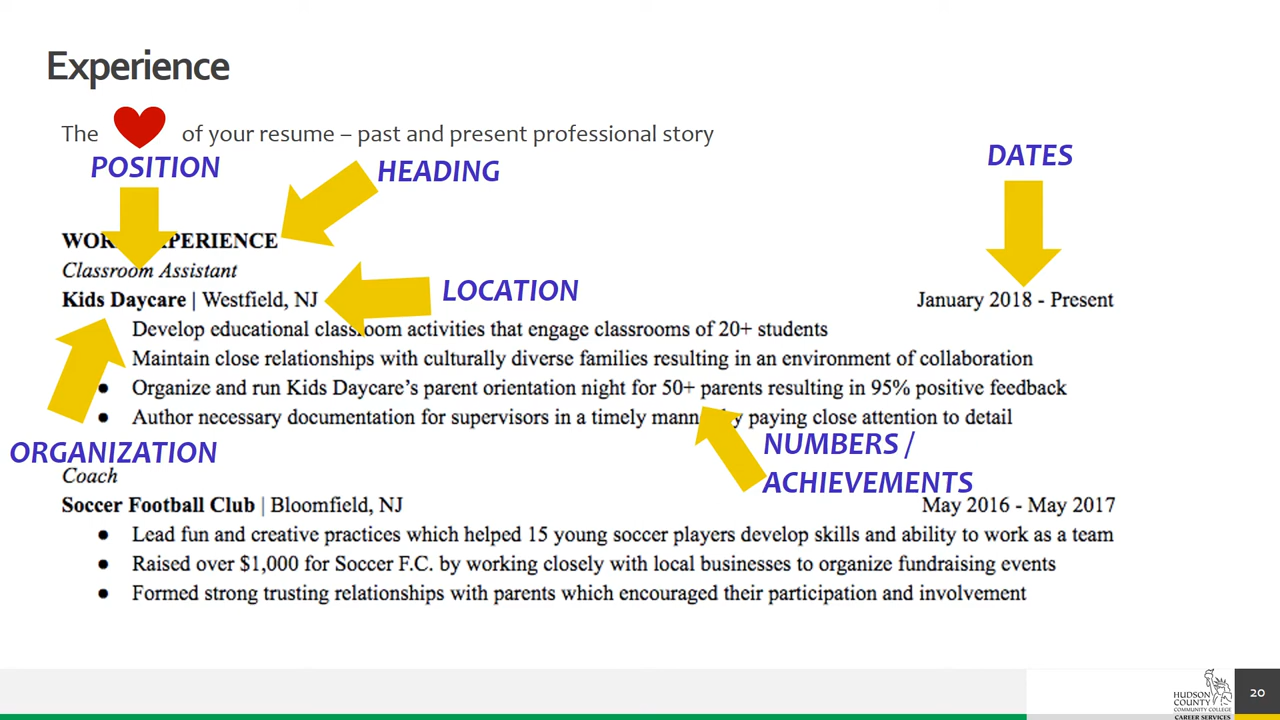 Experience
The of your resume – past and present professional story
POSITION
HEADING
DATES
WORK EXPERIENCE
Classroom Assistant
Kids Daycare | Westfield, NJ
LOCATION
January 2018 - Present
Develop educational classroom activities that engage classrooms of 20+ students
Maintain close relationships with culturally diverse families resulting in an environment of collaboration
● Organize and run Kids Daycare's parent orientation night for 50+ parents resulting in 95% positive feedback
● Author necessary documentation for supervisors in a timely manner by paying close attention to detail
ORGANIZATION
NUMBERS /
ACHIEVEMENTS
Coach
Soccer Football Club | Bloomfield, NJ
May 2016 - May 2017
● Lead fun and creative practices which helped 15 young soccer players develop skills and ability to work as a team
● Raised over $1,000 for Soccer F.C. by working closely with local businesses to organize fundraising events
● Formed strong trusting relationships with parents which encouraged their participation and involvement
HUDSON
COUNTY
COMMUNITY COLLEGE
CAREER SERVICES
20